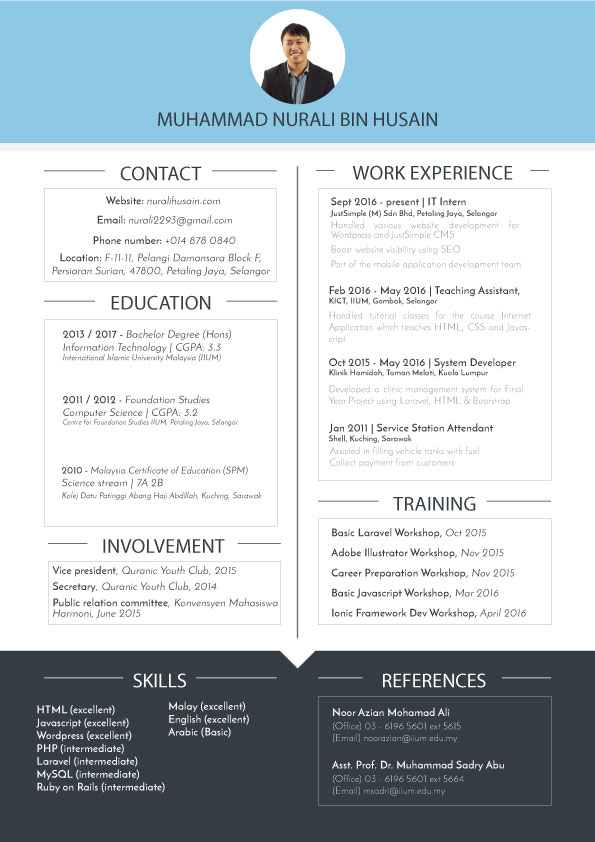 MUHAMMAD NURALI BIN HUSAIN
CONTACT
Website: nuralihusain.com
Email: nurali2293@gmail.com
Phone number: +014 878 0840
Location: F-11-11, Pelangi Damansara Block F,
Persiaran Surian, 47800, Petaling Jaya, Selangor
EDUCATION
2013 / 2017 - Bachelor Degree (Hons)
Information Technology | CGPA: 3.3
International Islamic University Malaysia (IIUM)
2011 / 2012 - Foundation Studies
Computer Science | CGPA: 3.2
Centre for Foundation Studies IIUM, Petaling Jaya, Selangor.
2010 - Malaysia Certificate of Education (SPM)
Science stream | 7A 2B
Kolej Datu Patinggi Abang Haji Abdillah, Kuching, Sarawak
INVOLVEMENT
Vice president, Quranic Youth Club, 2015
Secretary, Quranic Youth Club, 2014
Public relation committee, Konvensyen Mahasiswa
Harmoni, June 2015
WORK EXPERIENCE
Sept 2016 - present | IT Intern
JustSimple (M) Sdn Bhd, Petaling Jaya, Selangor
Handled various website development for
Wordpress and JustSimple CMS
Boost website visibility using SEO
Part of the mobile application development team
Feb 2016 - May 2016 | Teaching Assistant,
KICT, IIUM, Gombak, Selangor
Handled tutorial classes for the course Internet
Application which teaches HTML, CSS and Javas-
cript
Oct 2015 - May 2016 | System Developer
Klinik Hamidah, Taman Melati, Kuala Lumpur
Developed a clinic management system for Final
Year Project using Laravel, HTML & Bootstrap
Jan 2011 | Service Station Attendant
Shell, Kuching, Sarawak
Assisted in filling vehicle tanks with fuel
Collect payment from customers
TRAINING
Basic Laravel Workshop, Oct 2015
Adobe Illustrator Workshop, Nov 2015
Career Preparation Workshop, Nov 2015
Basic Javascript Workshop, Mar 2016
Ionic Framework Dev Workshop, April 2016
SKILLS
HTML (excellent)
Javascript (excellent)
Wordpress (excellent)
PHP (intermediate)
Laravel (intermediate)
MySQL (intermediate)
Ruby on Rails (intermediate)
Malay (excellent)
English (excellent)
Arabic (Basic)
REFERENCES
Noor Azian Mohamad Ali
(Office) 03 - 6196 5601 ext 5615
(Email) noorazian@iium.edu.my
Asst. Prof. Dr. Muhammad Sadry Abu
(Office) 03 - 6196 5601 ext 5664
(Email) msadri@iium.edu.my